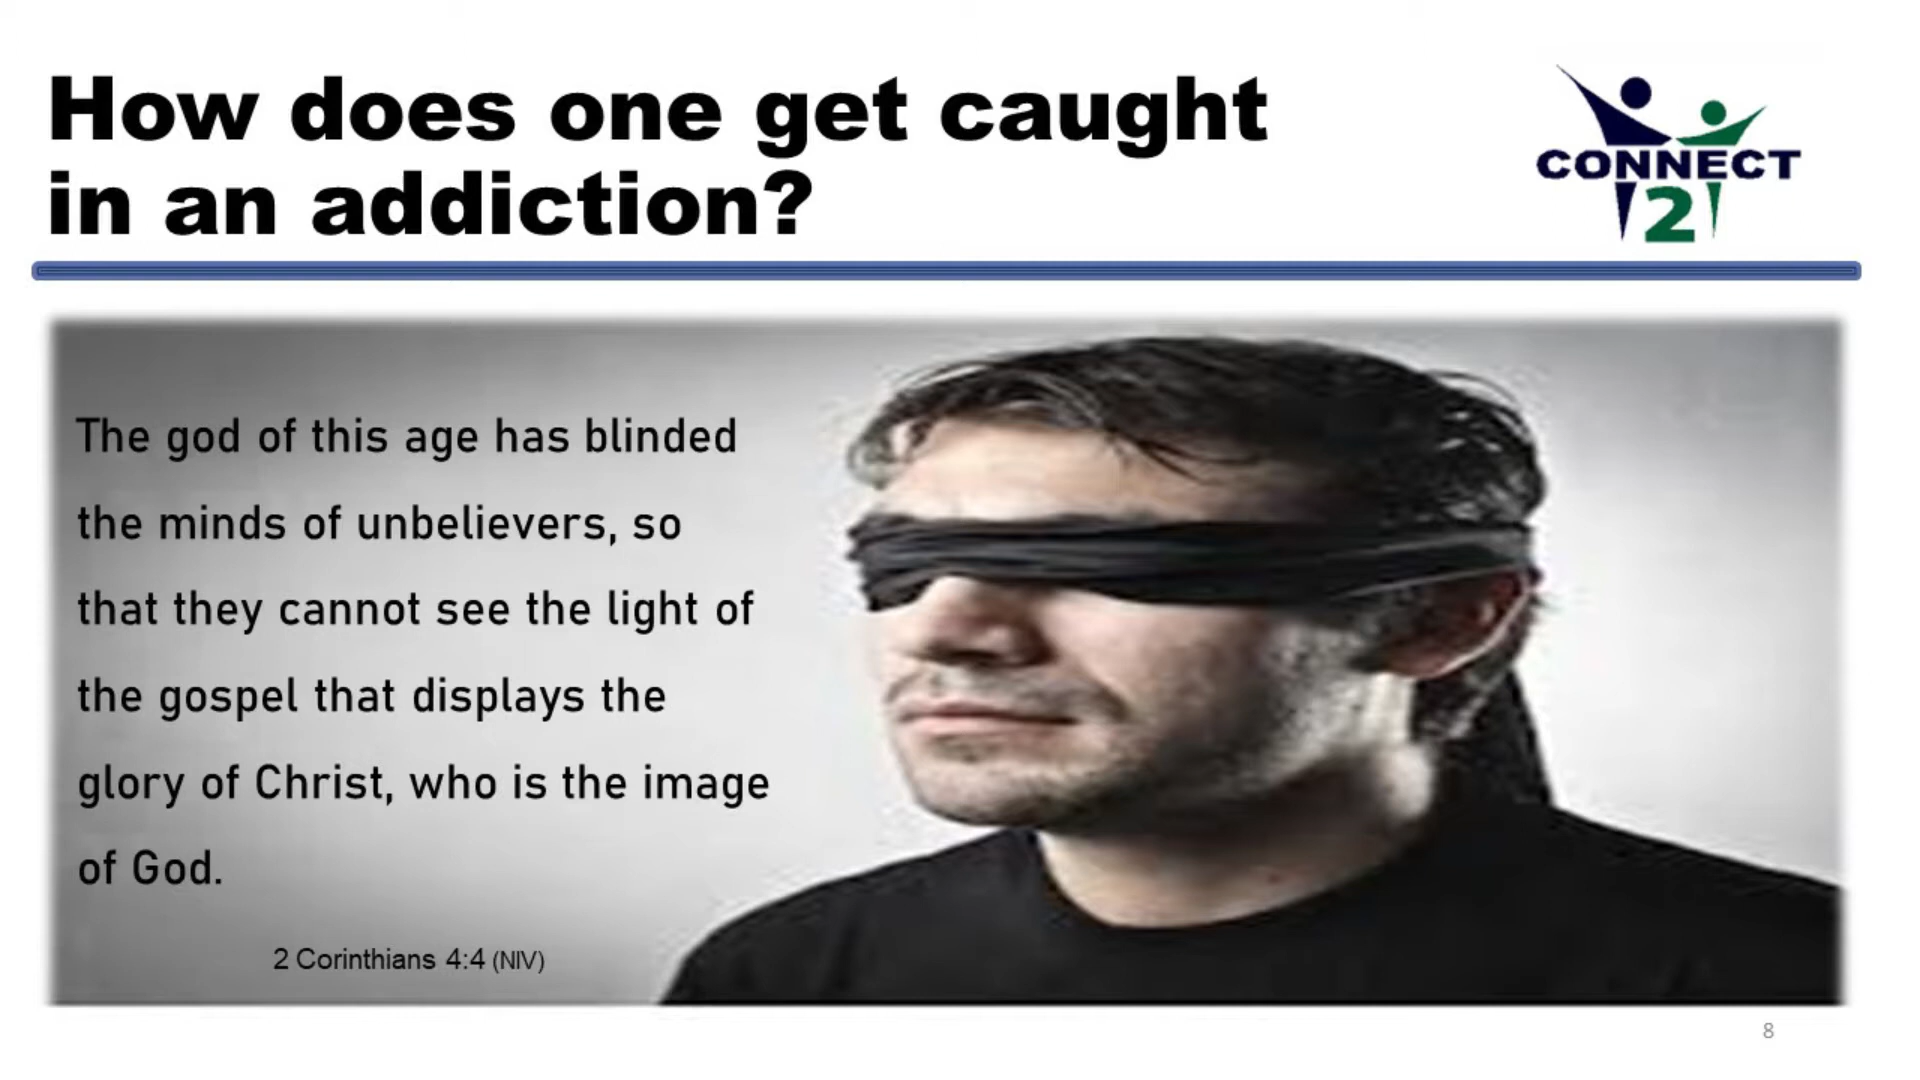 How does one get caught
in an addiction?
CONNECT
2
The god of this age has blinded
the minds of unbelievers, so
that they cannot see the light of
the gospel that displays the
glory of Christ, who is the image
of God.
2 Corinthians 4:4 (NIV)
8